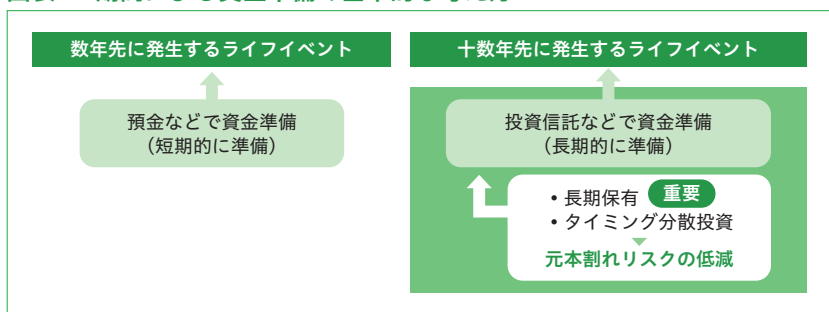 数年先に発生するライフイベント
預金などで資金準備
(短期的に準備)
十数年先に発生するライフイベント
投資信託などで資金準備
(長期的に準備)
・長期保有 重要
・タイミング分散投資
元本割れリスクの低減